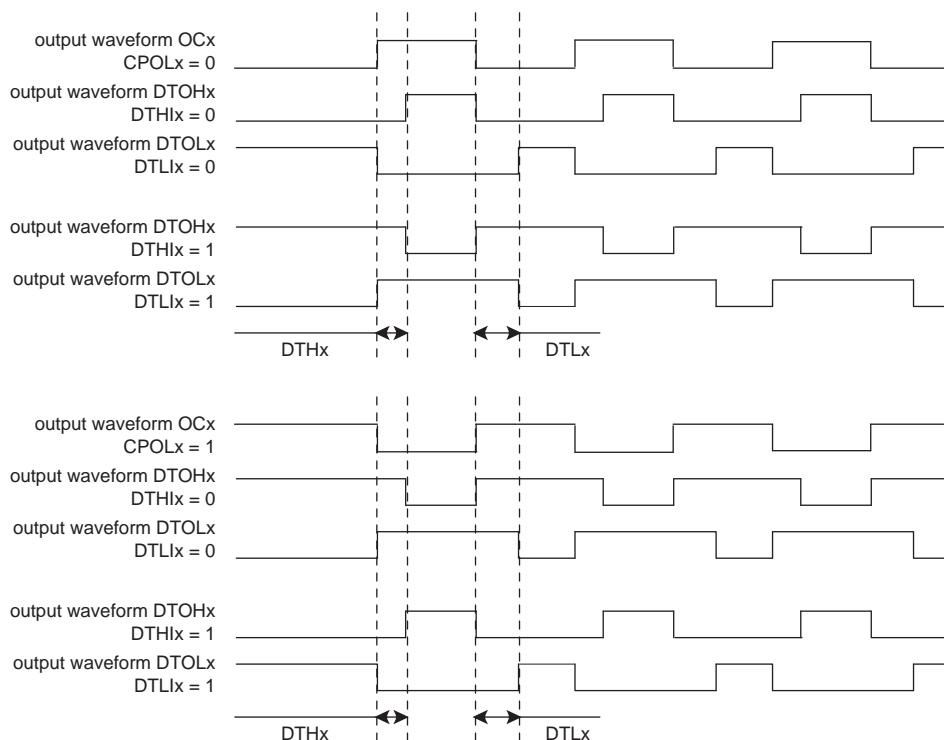 output waveform OCx
CPOLx = 0
output waveform DTOHx
DTHIx = 0
output waveform DTOLx
DTLIx = 0
output waveform DTOHx
DTHIx = 1
output waveform DTOLx
DTLIx = 1
DTHx
DTLx
output waveform OCx
CPOLx = 1
output waveform DTOHx
DTHIx = 0
output waveform DTOLx
DTLIx = 0
output waveform DTOHx
DTHIx = 1
output waveform DTOLx
DTLIx = 1
DTHx
DTLx